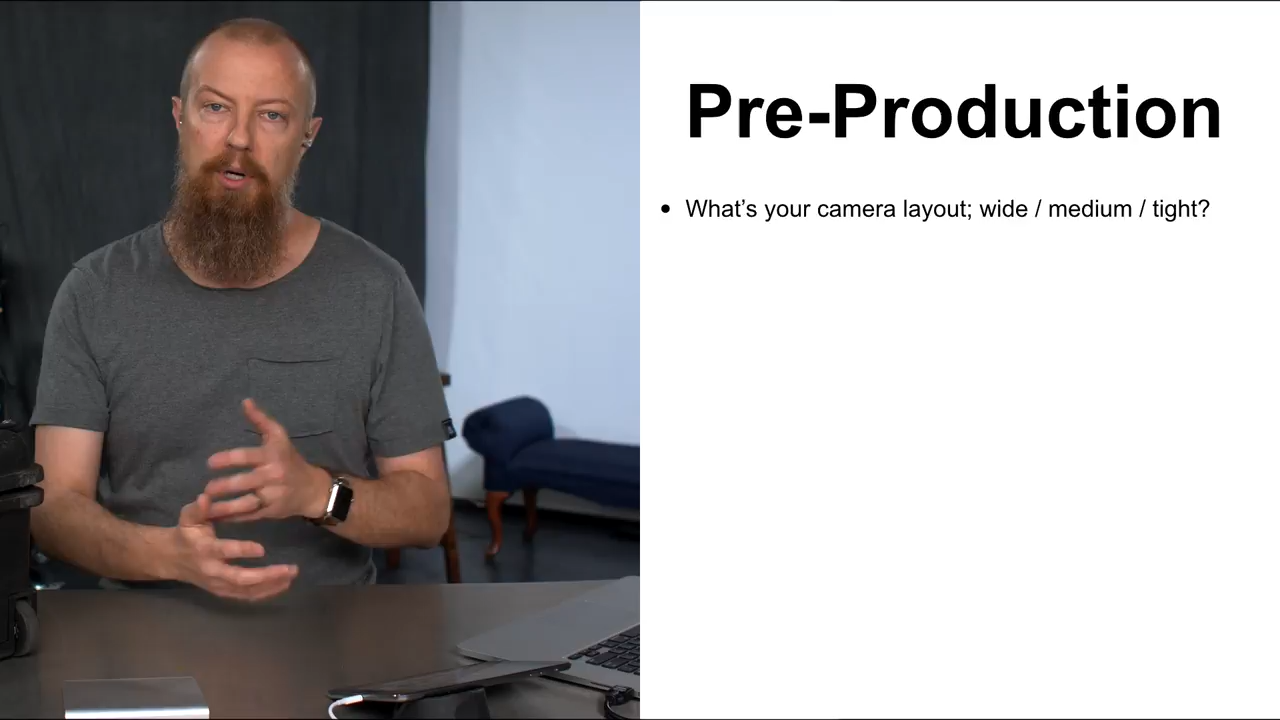 Pre-Production
• What’s your camera layout; wide / medium / tight?